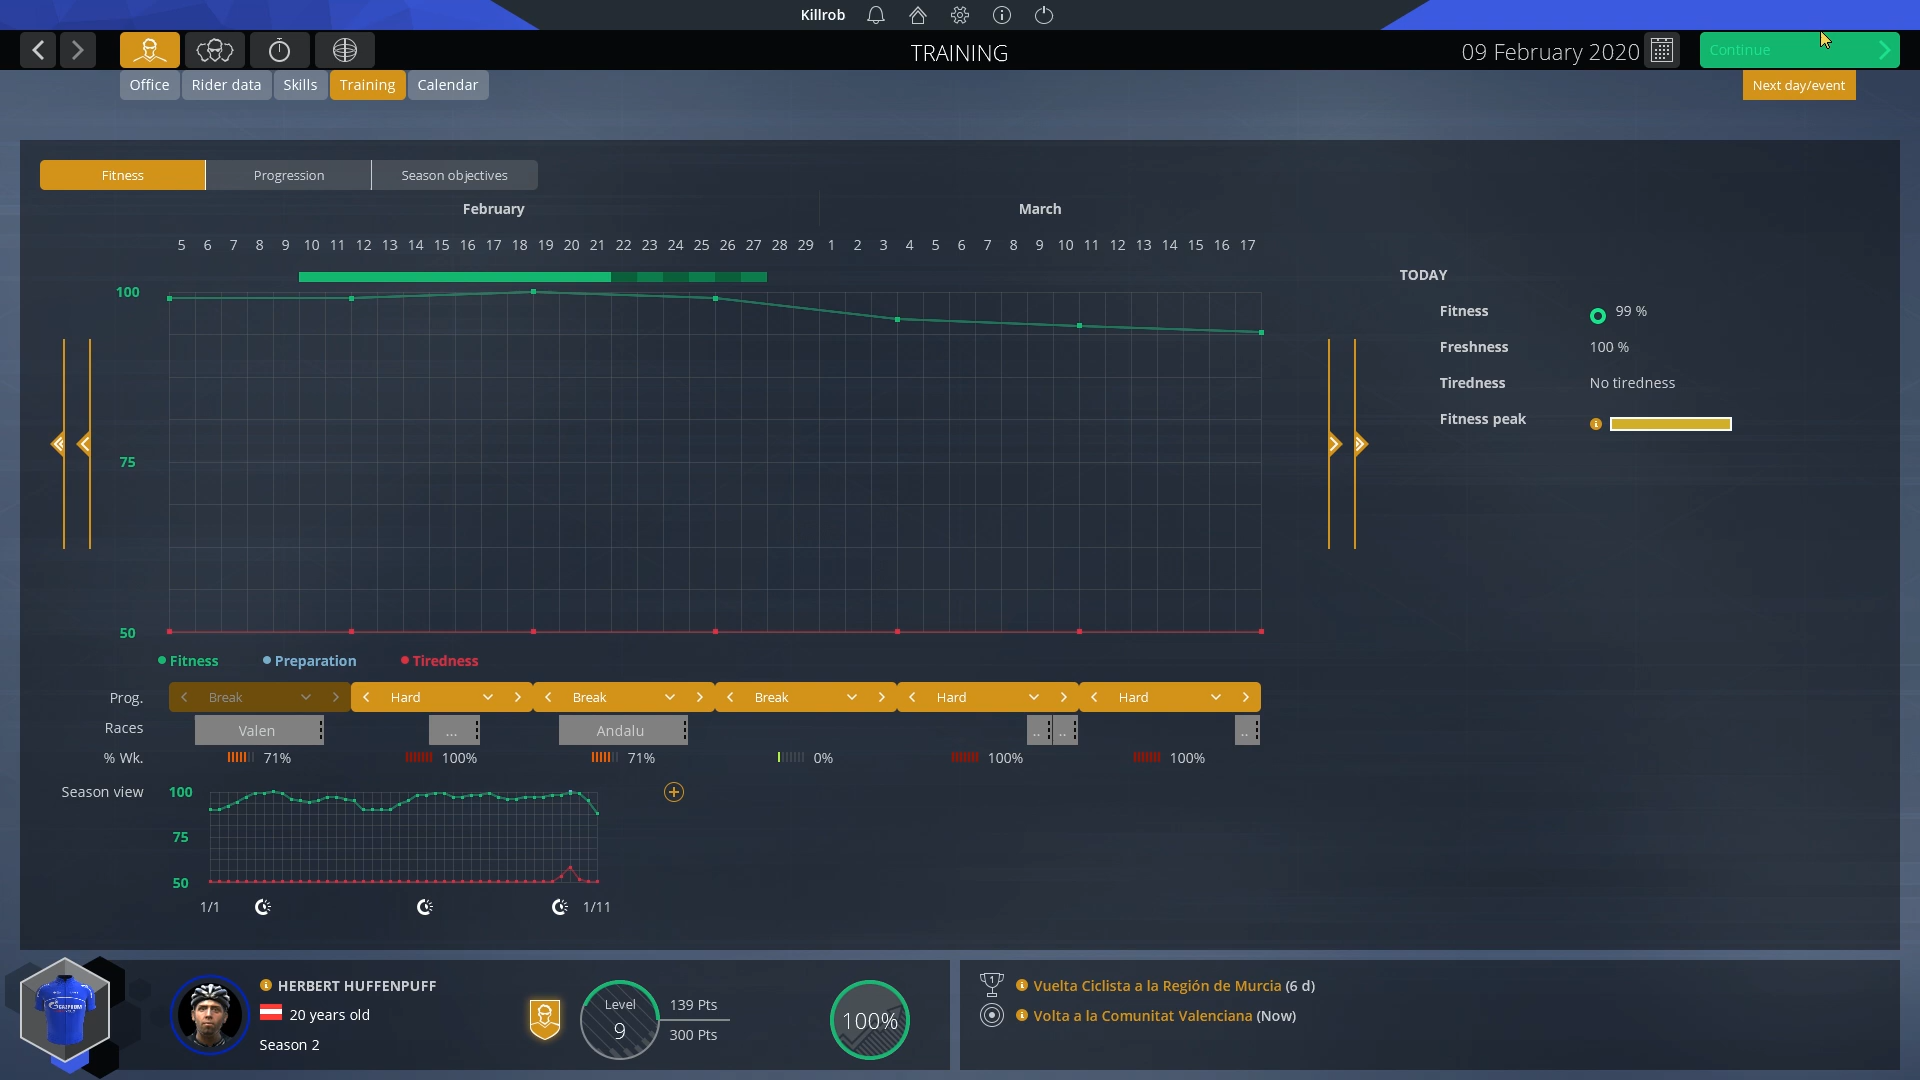 Killrob
TRAINING
09 February 2020
Continue
Office Rider data Skills Training Calendar
Next day/event
Fitness Progression Season objectives
February March
5 6 7 8 9 10 11 12 13 14 15 16 17 18 19 20 21 22 23 24 25 26 27 28 29 1 2 3 4 5 6 7 8 9 10 11 12 13 14 15 16 17
100
75
50
TODAY
Fitness 99 %
Freshness 100 %
Tiredness No tiredness
Fitness peak
Fitness Preparation Tiredness
Prog. Break Hard Break Break Hard Hard
Races Valen ... Andalu .. .. ..
% Wk. 71% 100% 71% 0% 100% 100%
Season view 100
75
50
1/1 1/11
HERBERT HUFFENPUFF
20 years old
Season 2
Level
9
139 Pts
300 Pts
100%
1
Vuelta Ciclista a la Región de Murcia (6 d)
Volta a la Comunitat Valenciana (Now)